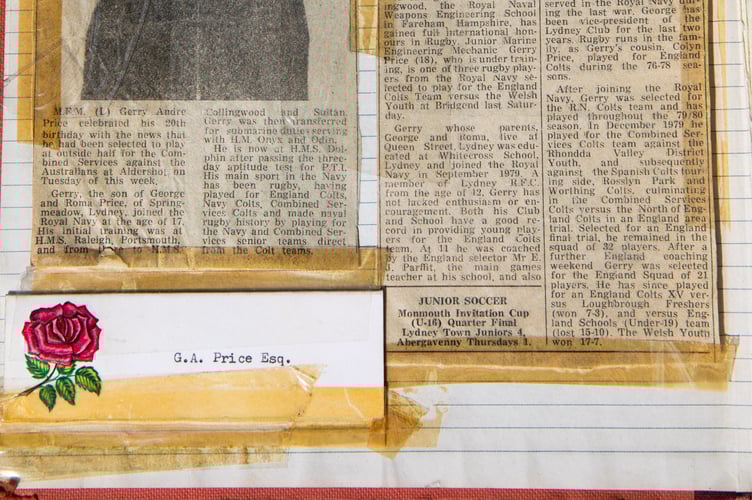 M.E.M. (L) Gerry Andre
Price celebrated his 20th
birthday with the news that
he had been selected to play
at outside half for the Com-
bined Services against the
Australians at Aldershot on
Tuesday of this week.
Gerry, the son of George
and Roma Price, of Spring-
meadow, Lydney, joined the
Royal Navy at the age of 17.
His initial training was at
H.M.S. Raleigh, Portsmouth,
and from to H.M.S.
Collingwood and Sultan.
Gerry was then transferred
for submarine duties serving
with H.M. Onyx and Odin.
He is now at H.M.S. Dol-
phin after passing the three-
day aptitude test for P.T.I.
His main sport in the Navy
has been rugby, having
played for England Colts,
Navy Colts, Comined Ser-
vices Colts and made naval
rugby history by playing for
the Navy and Combined Ser-
vices senior teams direct
from the Colt teams.
G.A. Price Esq.
ingwood, the Royal Naval
Weapons Engineering School
in Fareham, Hampshire, has
gained full international hon-
ours in Rugby. Junior Marine
Engineering Mechanic Gerry
Price (18), who is under train-
ing, is one of three rugby play-
ers from the Royal Navy se-
lected to play for the England
Colts Team versus the Welsh
Youth at Bridgend last Satur-
day.
Gerry whose parents,
George and Roma, live at
Queen Street, Lydney was edu-
cated at Whitecross School,
Lydney and joined the Royal
Navy in September 1979. A
member of Lydney R.F.C.
from the age of 12, Gerry has
not lacked enthusiasm or en-
couragement. Both his Club
and School have a good re-
cord in providing young play-
ers for the England Colts
team. At 11 he was coached
by the England selector Mr E.
J. Parfitt, the main games
teacher at his school, and also
JUNIOR SOCCER
Monmouth Invitation Cup
(U-16) Quarter Final
Lydney Town Juniors 4,
Abergavenny Thursdays 1.
served in the Royal Navy dur-
ing the last war. George has
been vice-president of the
Lydney Club for the last two
years. Rugby runs in the fam-
ily, as Gerry's cousin, Colyn
Price, played for England
Colts during the 76-78 sea-
sons.
After joining the Royal
Navy, Gerry was selected for
the R.N. Colts team and has
played throughout the 79/80
season. In December 1979 he
played for the Combined Ser-
vices Colts team against the
Rhondda Valley District
Youth, and subsequently
against the Spanish Colts tour-
ing side, Rosslyn Park and
Worthing Colts, culminating
in the Combined Services
Colts versus the North of Eng-
land Colts in an England area
trial. Selected for an England
final trial, he remained in the
squad of 32 players. After a
further England coaching
weekend Gerry was selected
for the England Squad of 21
players. He has since played
for an England Colts XV ver-
sus Loughbrough Freshers
(won 7-3), and versus Eng-
land Schools (Under-19) team
(lost 15-10). The Welsh Youth
won 17-7.